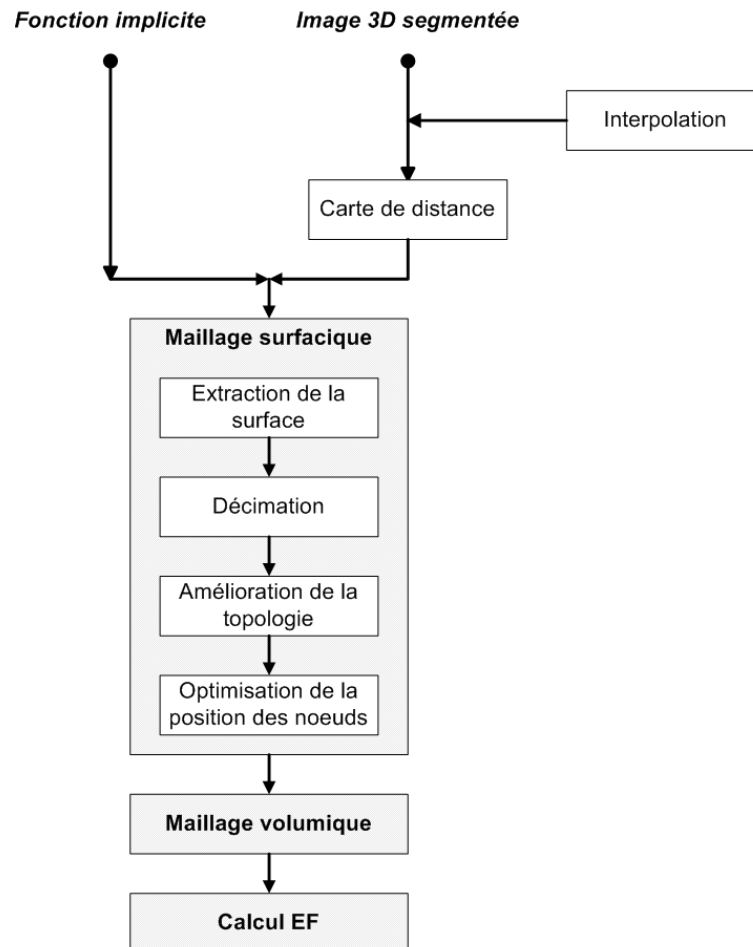 Fonction implicite
Image 3D segmentée
Interpolation
Carte de distance
Maillage surfacique
Extraction de la
surface
Décimation
Amélioration de la
topologie
Optimisation de la
position des noeuds
Maillage volumique
Calcul EF